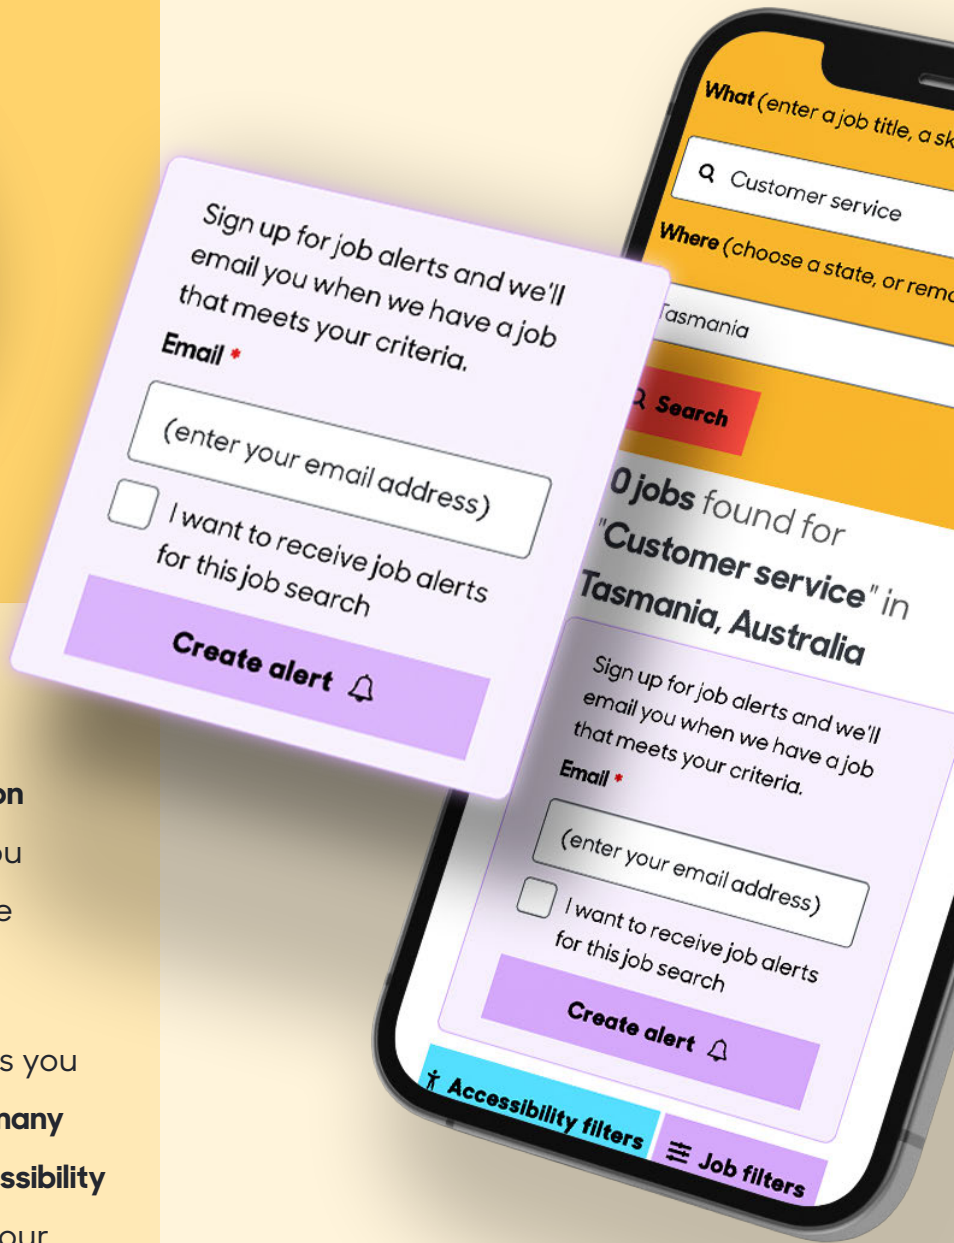 What (enter a job title, a sk
Customer service
Where (choose a state, or remo
Tasmania
Search
0 jobs found for
"Customer service" in
Tasmania, Australia
Sign up for job alerts and we'll
email you when we have a job
that meets your criteria.
Email *
(enter your email address)
I want to receive job alerts
for this job search
Create alert
Accessibility filters
Job filters
Sign up for job alerts and we'll
email you when we have a job
that meets your criteria.
Email *
(enter your email address)
I want to receive job alerts
for this job search
Create alert
on
ou
e
s you
many
ssibility
our